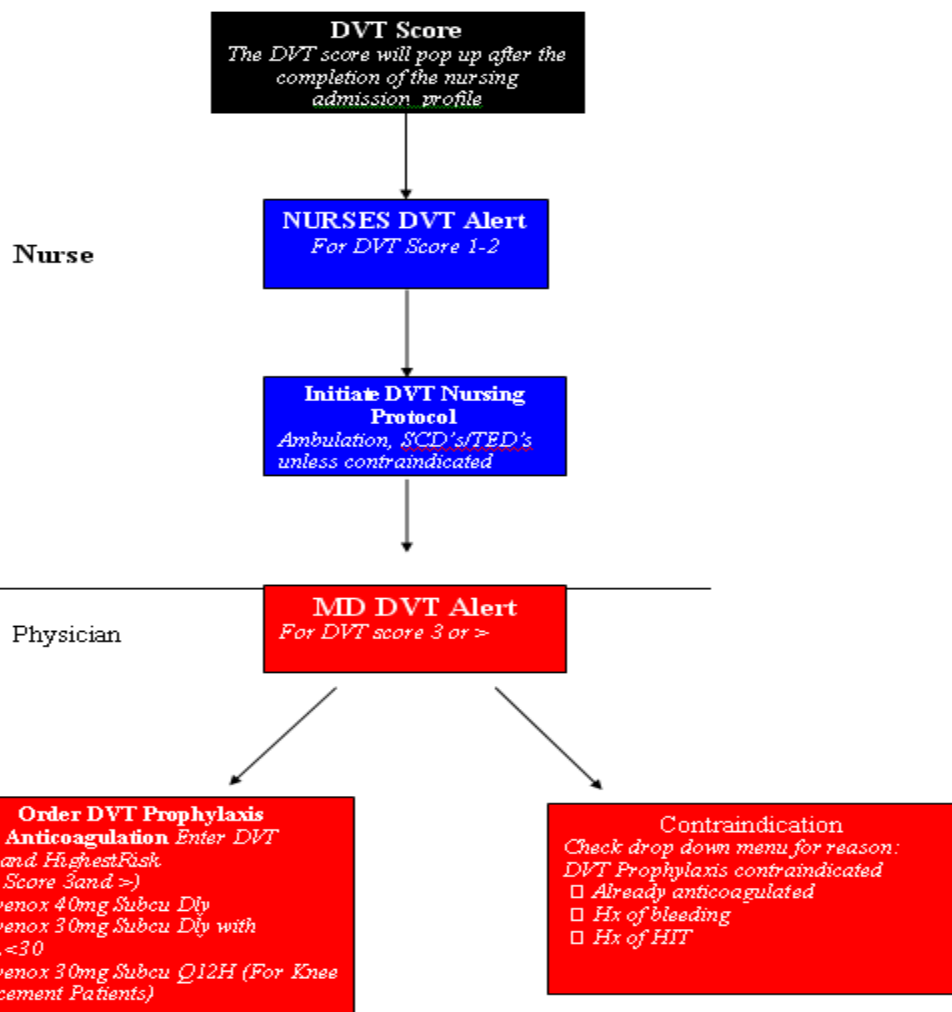 DVT Score
The DVT score will pop up after the
completion of the nursing
admission profile
NURSES DVT Alert
For DVT Score 1-2
Nurse
Initiate DVT Nursing
Protocol
Ambulation, SCD's/TED's
unless contraindicated
MD DVT Alert
For DVT score 3 or >
Physician
Order DVT Prophylaxis
Anticoagulation Enter DVT
and HighestRisk
Score 3and >)
venox 40mg Subcu Dly
venox 30mg Subcu Dly with
.<30
venox 30mg Subcu Q12H (For Knee
cement Patients)
Contraindication
Check drop down menu for reason:
DVT Prophylaxis contraindicated
□ Already anticoagulated
□ Hx of bleeding
□ Hx of HIT